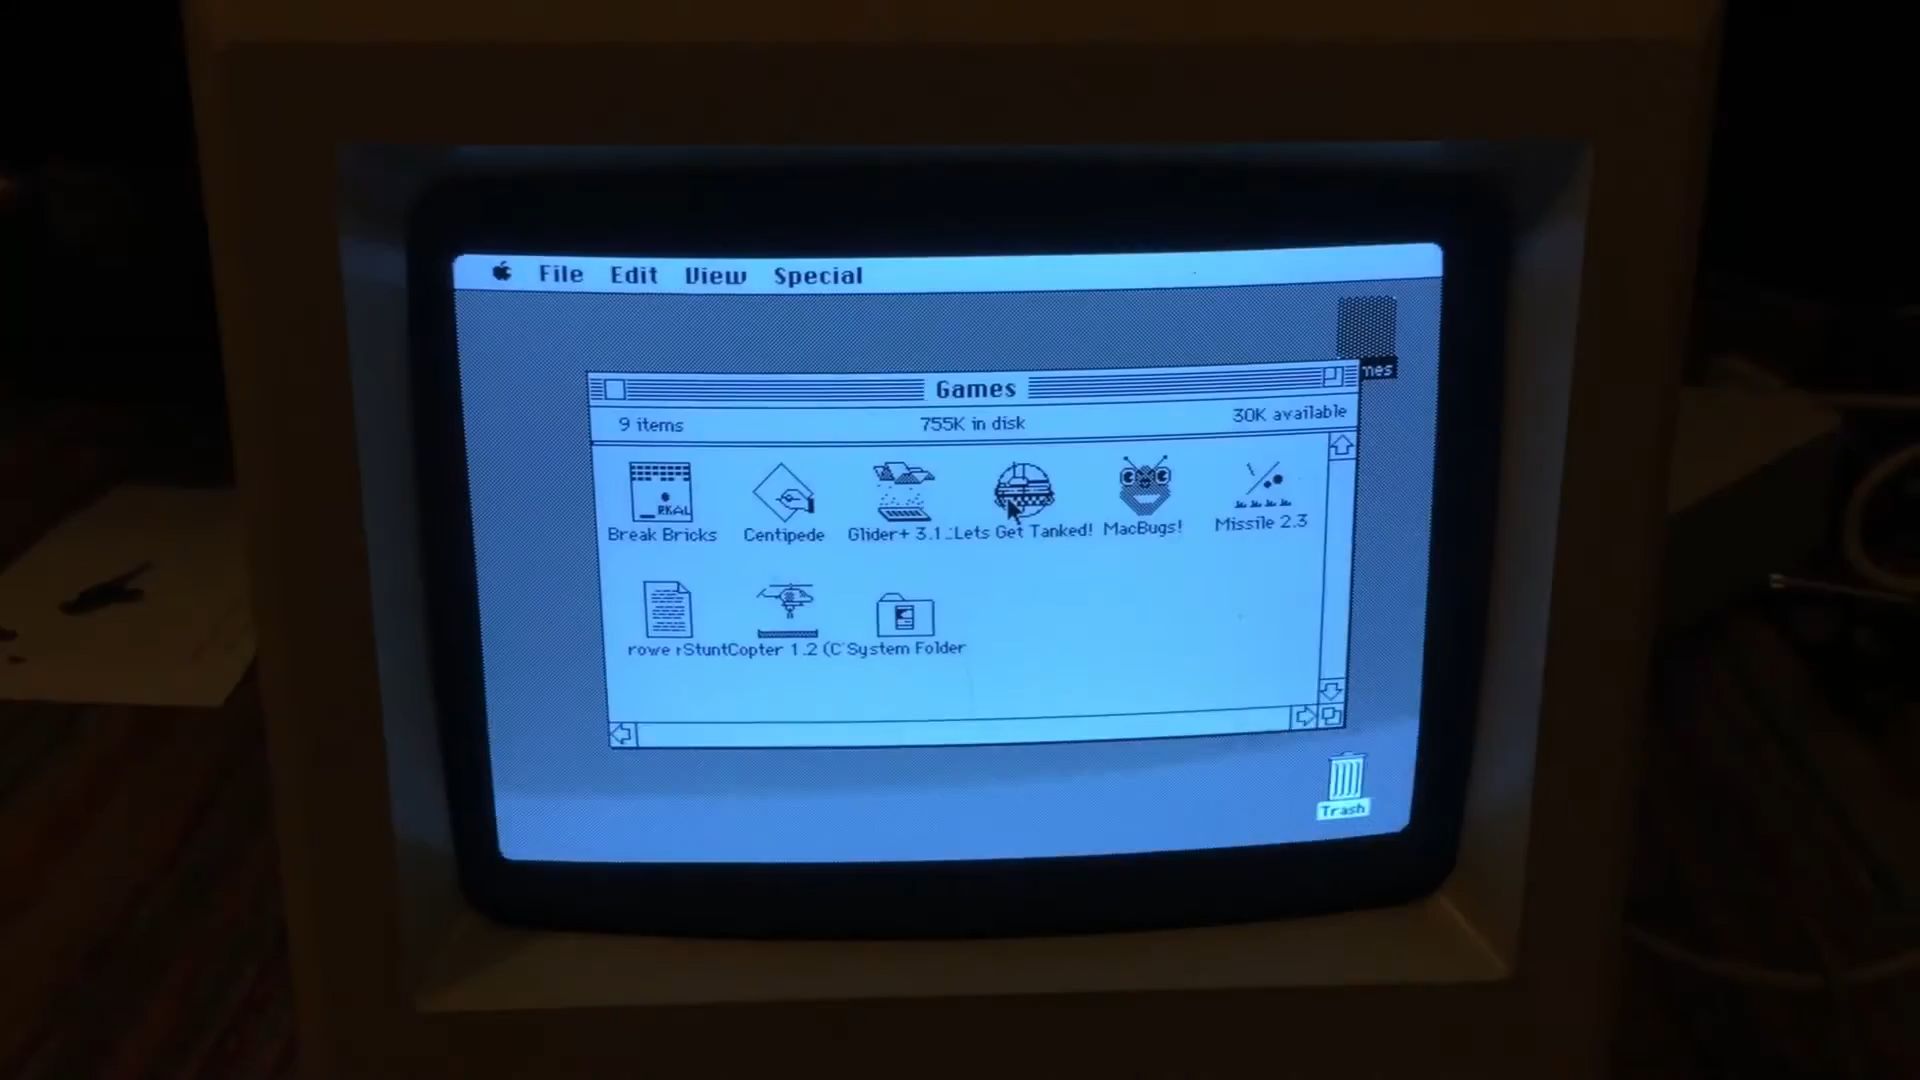 File Edit View Special
mes
Games
9 items 755K in disk 30K available
Break Bricks Centipede Glider+ 3.1 Lets Get Tanked! MacBugs! Missile 2.3
rowe StuntCopter 1.2 (C System Folder
Trash